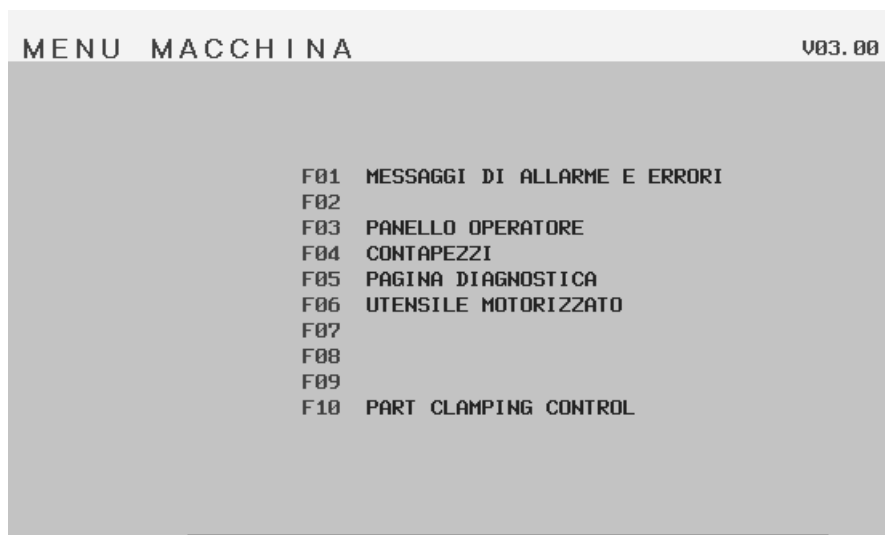 MENU MACCHINA V03.00
F01 MESSAGGI DI ALLARME E ERRORI
F02
F03 PANELLO OPERATORE
F04 CONTAPEZZI
F05 PAGINA DIAGNOSTICA
F06 UTENSILE MOTORIZZATO
F07
F08
F09
F10 PART CLAMPING CONTROL